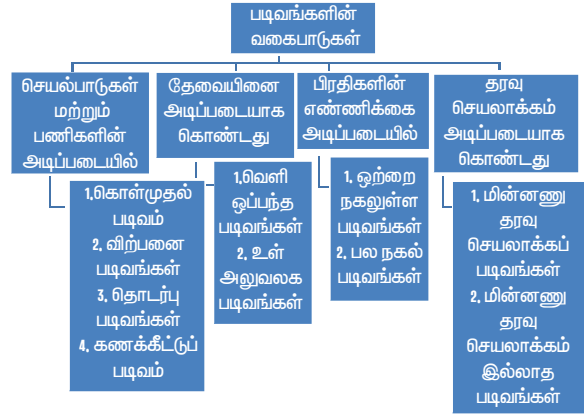 படிவங்களின்
வகைபாடுகள்
செயல்பாடுகள்
மற்றும்
பணிகளின்
அடிப்படையில்
தேவையினை
அடிப்படையாக
கொண்டது
பிரதிகளின்
எண்ணிக்கை
அடிப்படையில்
தரவு
செயலாக்கம்
அடிப்படையாக
கொண்டது
1,கொள்முதல்
படிவம்
2, விற்பனை
படிவங்கள்
3, தொடர்பு
படிவங்கள்
4, கணக்கீட்டுப்
படிவம்
1,வெளி
ஒப்பந்த
படிவங்கள்
2, உள்
அலுவலக
படிவங்கள்
1, ஒற்றை
நகலுள்ள
படிவங்கள்
2, பல நகல்
படிவங்கள்
1, மின்னணு
தரவு
செயலாக்கப்
படிவங்கள்
2, மின்னணு
தரவு
செயலாக்கம்
இல்லாத
படிவங்கள்